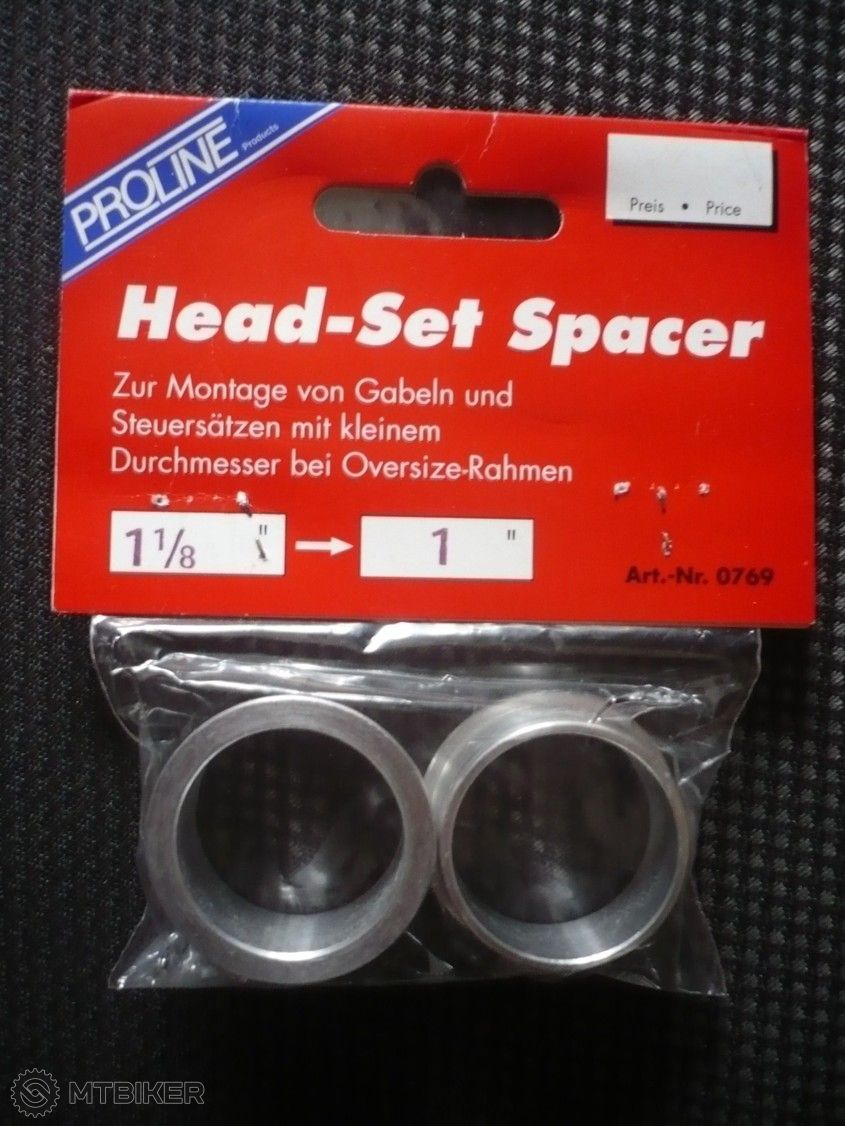 PROLINE
Products
Preis • Price
Head-Set Spacer
Zur Montage von Gabeln und
Steuersätzen mit kleinem
Durchmesser bei Oversize-Rahmen
1 1/8 " → 1 "
Art.-Nr. 0769
MTBIKER